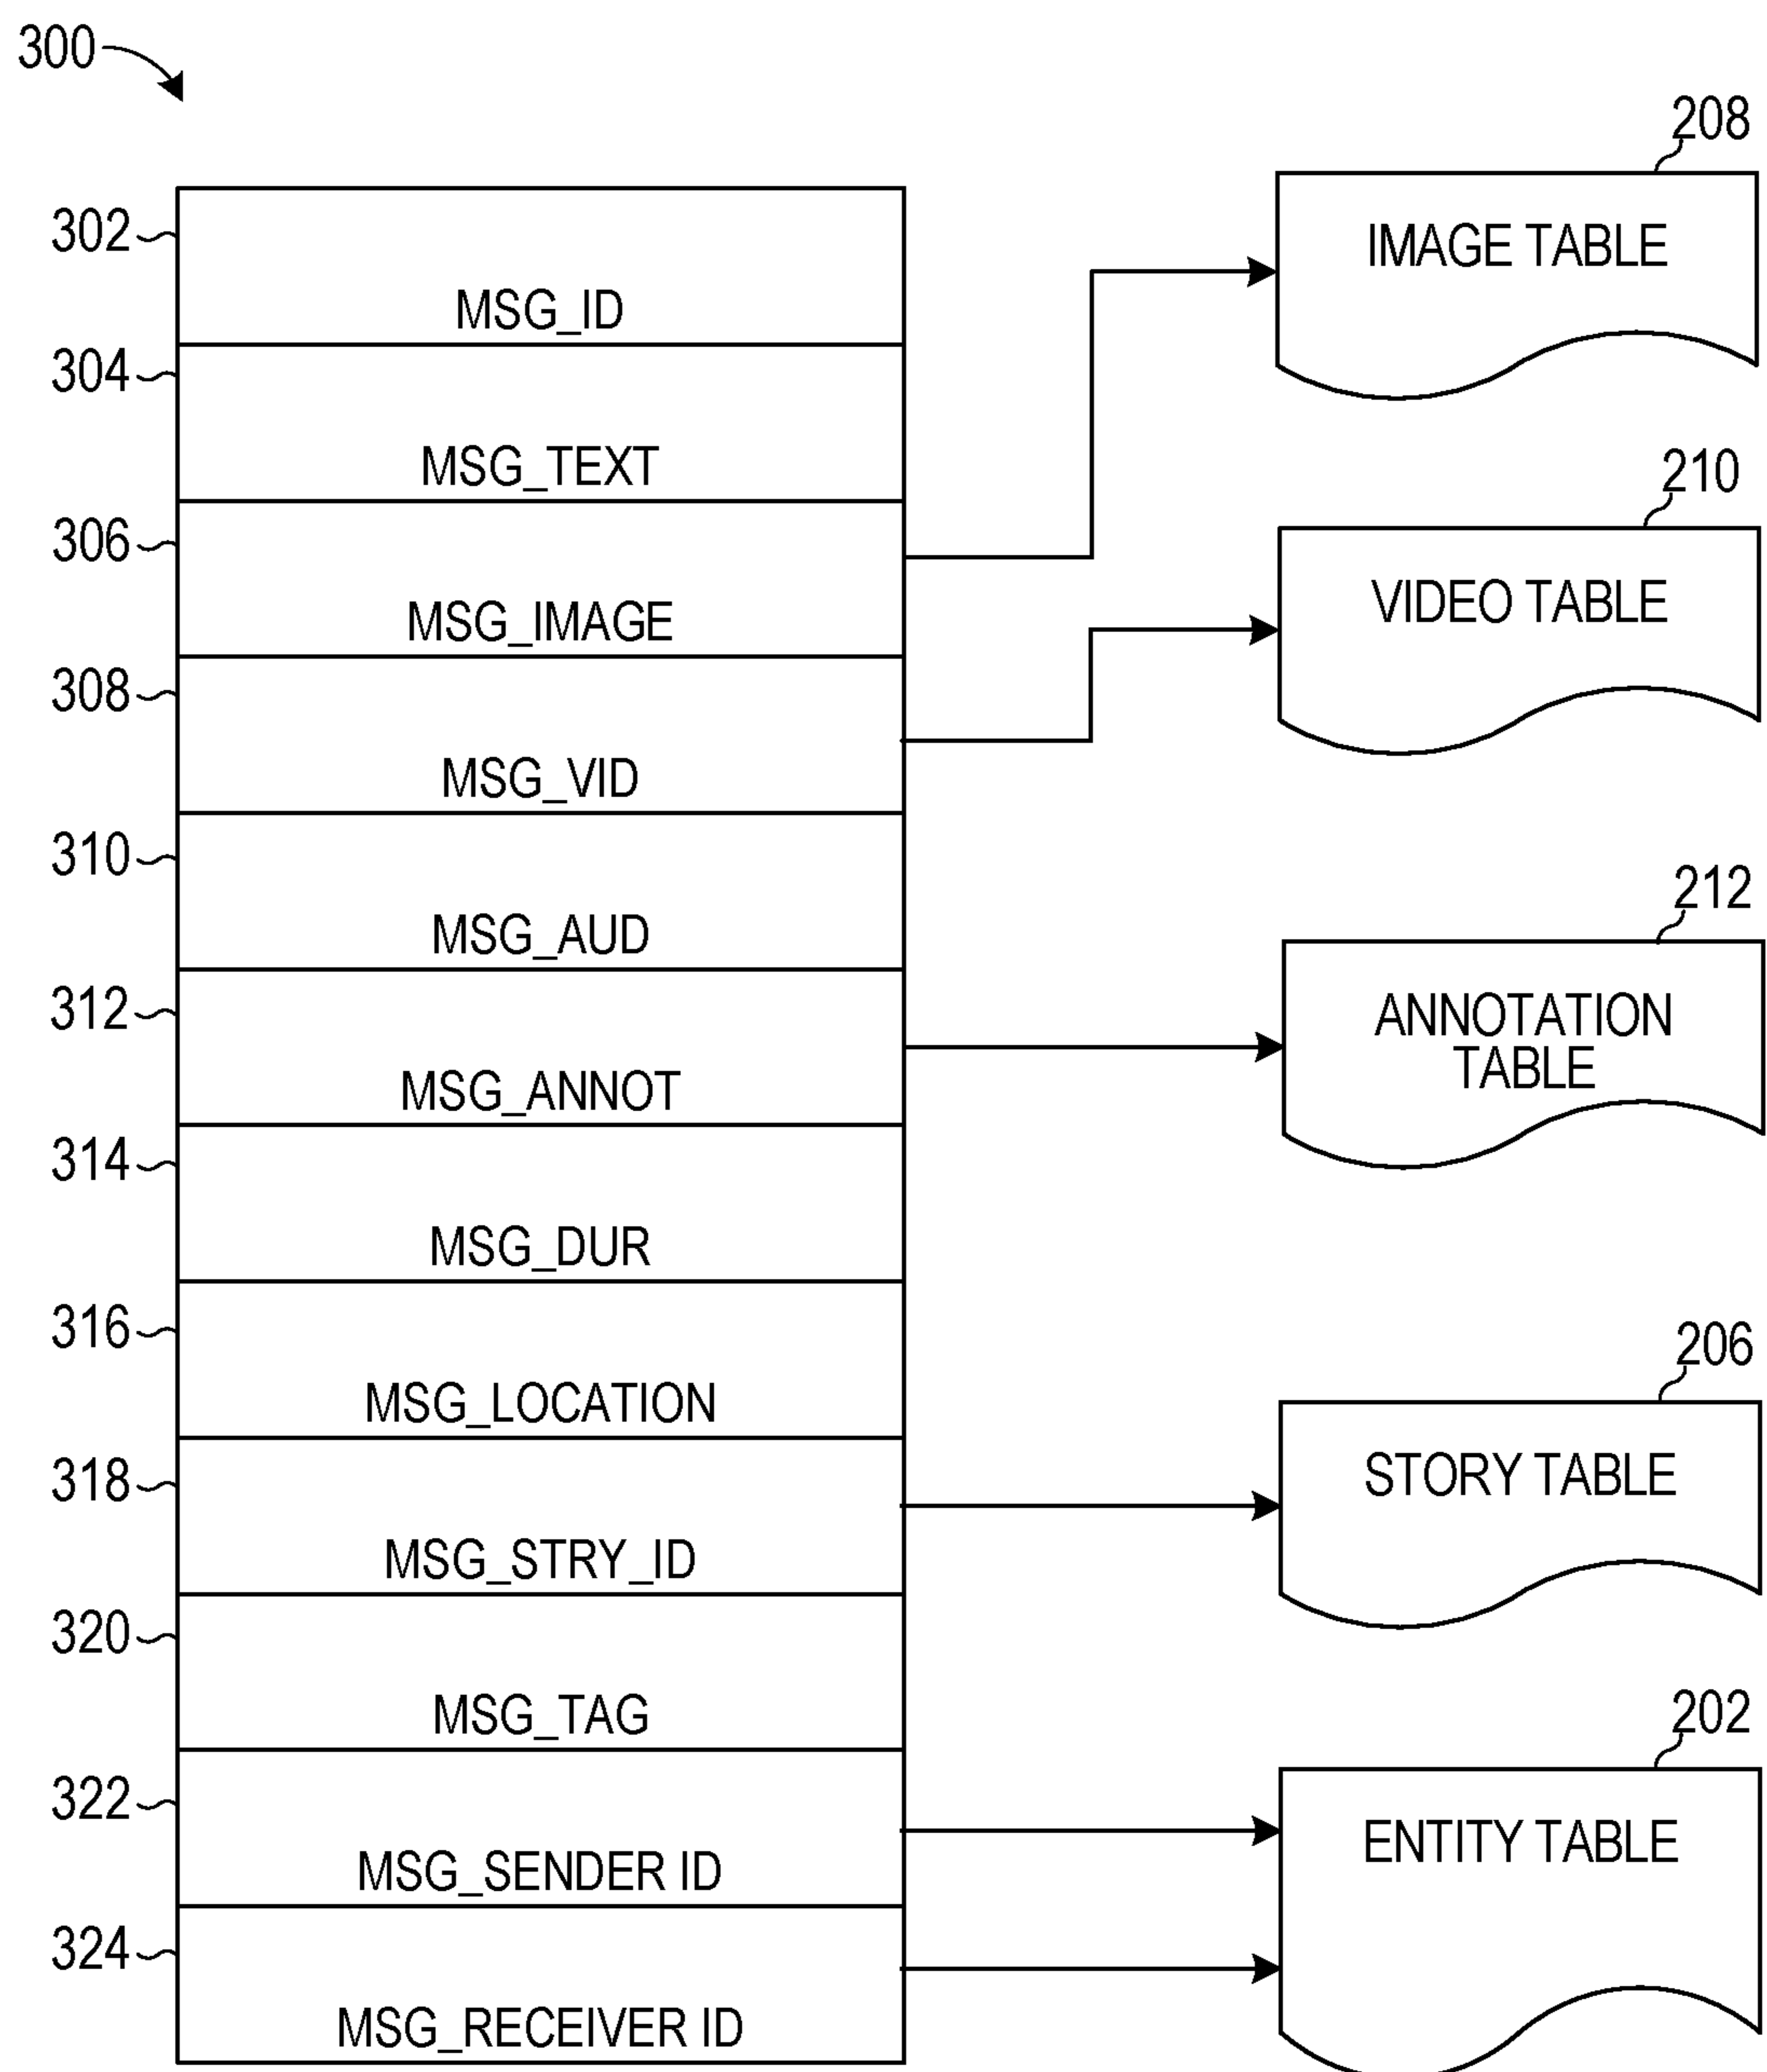 300
302
MSG_ID
304
MSG_TEXT
306
MSG_IMAGE
308
MSG_VID
310
MSG_AUD
312
MSG_ANNOT
314
MSG_DUR
316
MSG_LOCATION
318
MSG_STRY_ID
320
MSG_TAG
322
MSG_SENDER ID
324
MSG_RECEIVER ID
208
IMAGE TABLE
210
VIDEO TABLE
212
ANNOTATION
TABLE
206
STORY TABLE
202
ENTITY TABLE